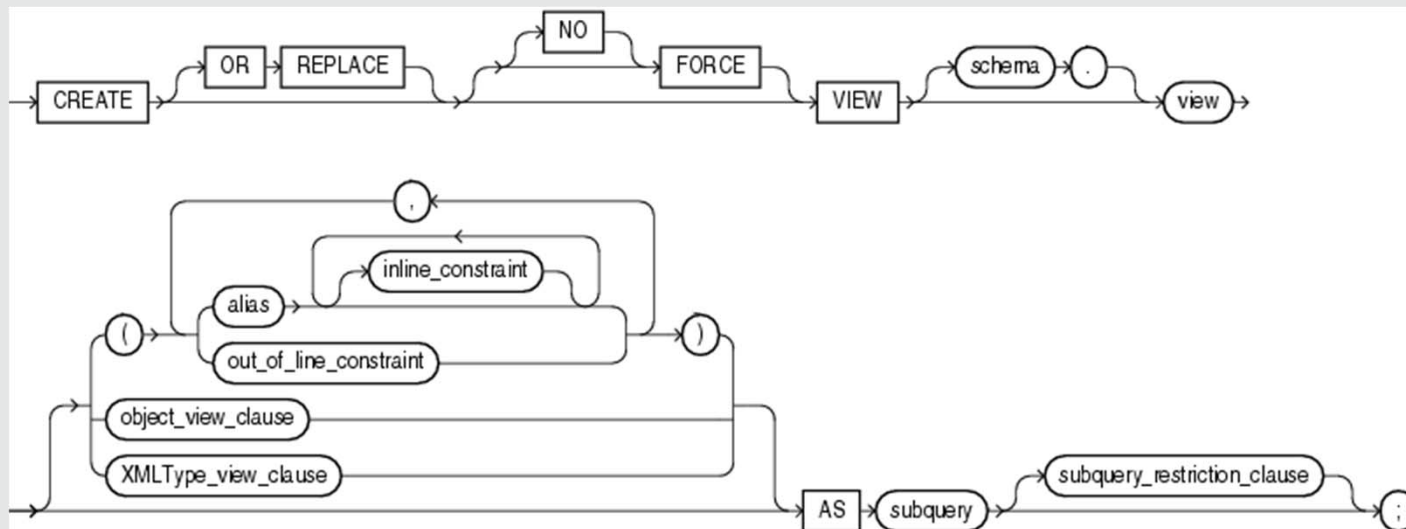 NO
OR REPLACE FORCE schema .
CREATE VIEW view
,
inline_constraint
alias
( )
out_of_line_constraint
object_view_clause
XMLType_view_clause subquery_restriction_clause
AS subquery ;